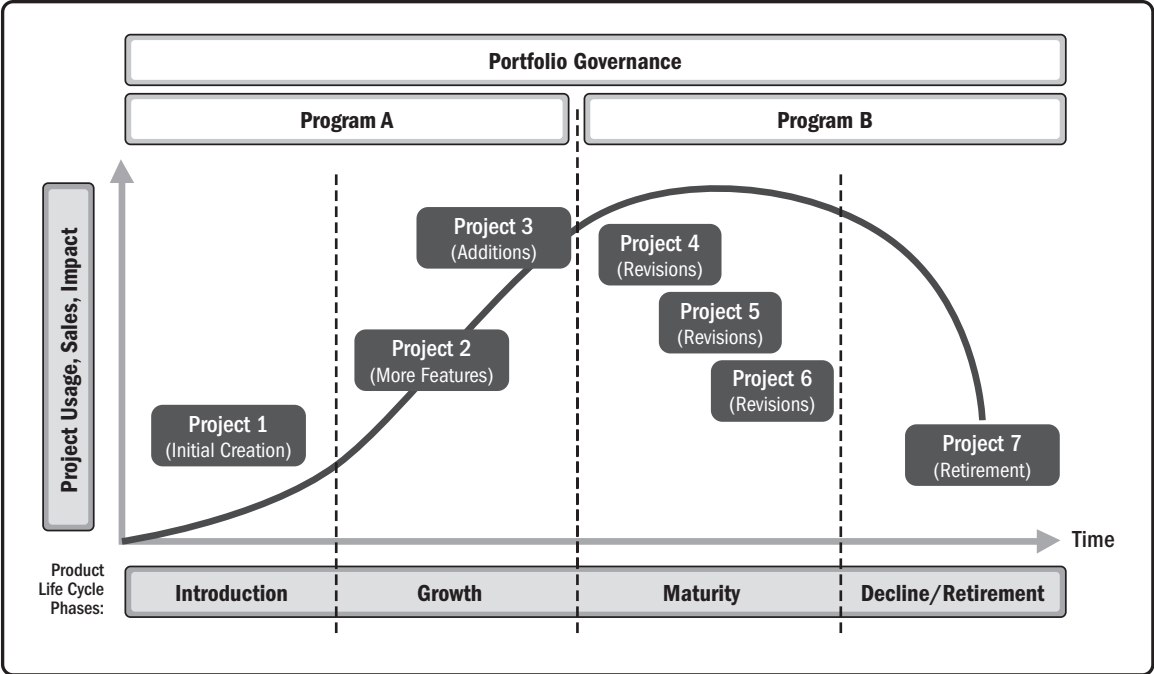 Portfolio Governance
Program A
Program B
Project Usage, Sales, Impact
Project 3
(Additions)
Project 4
(Revisions)
Project 5
(Revisions)
Project 2
(More Features)
Project 6
(Revisions)
Project 1
(Initial Creation)
Project 7
(Retirement)
Time
Product
Life Cycle
Phases:
Introduction
Growth
Maturity
Decline/Retirement